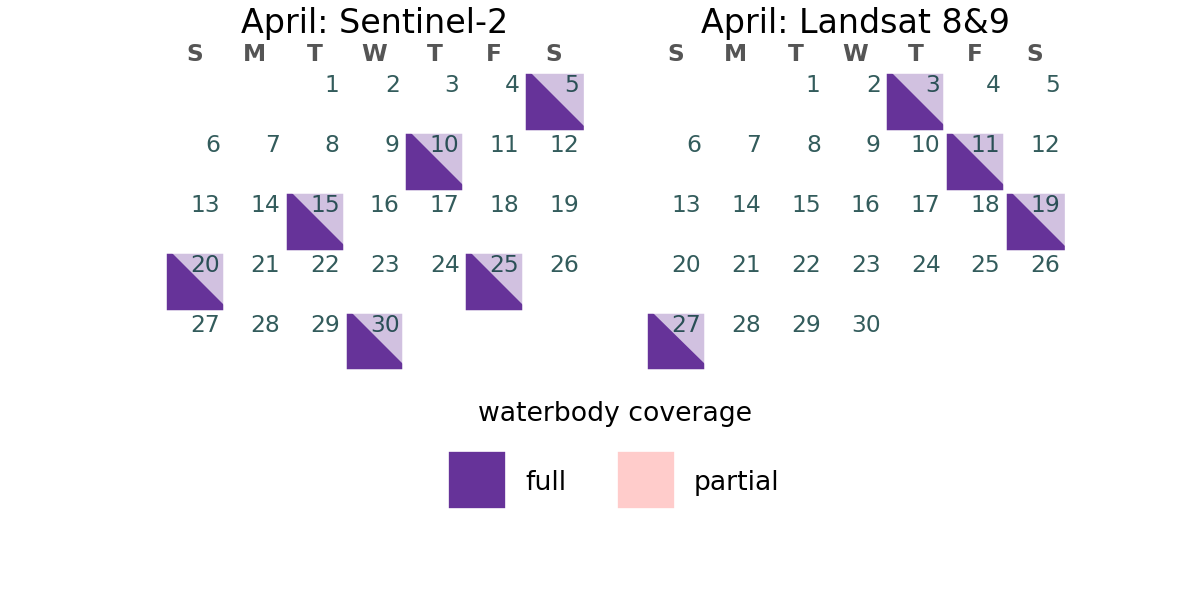 April: Sentinel-2
S M T W T F S
1 2 3 4 5
6 7 8 9 10 11 12
13 14 15 16 17 18 19
20 21 22 23 24 25 26
27 28 29 30
April: Landsat 8&9
S M T W T F S
1 2 3 4 5
6 7 8 9 10 11 12
13 14 15 16 17 18 19
20 21 22 23 24 25 26
27 28 29 30
waterbody coverage
full partial